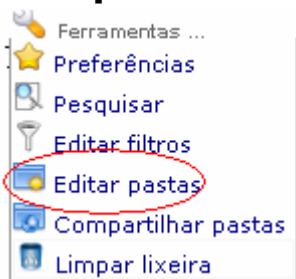 Ferramentas ...
Preferências
Pesquisar
Editar filtros
Editar pastas
Compartilhar pastas
Limpar lixeira